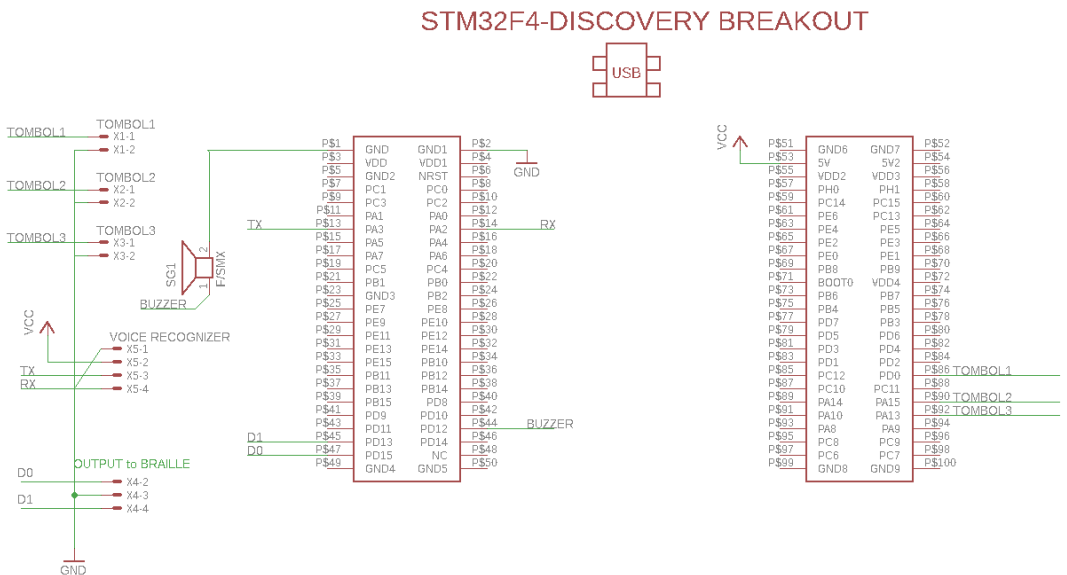 STM32F4-DISCOVERY BREAKOUT
USB
TOMBOL1
TOMBOL1
X1-1
X1-2
TOMBOL2
TOMBOL2
X2-1
X2-2
TOMBOL3
TOMBOL3
X3-1
X3-2
VCC
VOICE RECOGNIZER
X5-1
X5-2
TX X5-3
RX X5-4
OUTPUT to BRAILLE
D0 X4-2
X4-3
D1 X4-4
GND
SG1
2
1
F/SMX
BUZZER
TX
D1
D0
P$1 GND GND1 P$2
P$3 VDD VDD1 P$4
P$5 GND2 NRST P$6
P$7 PC1 PC0 P$8
P$9 PC3 PC2 P$10
P$11 PA1 PA0 P$12
P$13 PA3 PA2 P$14
P$15 PA5 PA4 P$16
P$17 PA7 PA6 P$18
P$19 PC5 PC4 P$20
P$21 PB1 PB0 P$22
P$23 GND3 PB2 P$24
P$25 PE7 PE8 P$26
P$27 PE9 PE10 P$28
P$29 PE11 PE12 P$30
P$31 PE13 PE14 P$32
P$33 PE15 PB10 P$34
P$35 PB11 PB12 P$36
P$37 PB13 PB14 P$38
P$39 PB15 PD8 P$40
P$41 PD9 PD10 P$42
P$43 PD11 PD12 P$44
P$45 PD13 PD14 P$46
P$47 PD15 NC P$48
P$49 GND4 GND5 P$50
GND
RX
BUZZER
VCC
P$51 GND6 GND7 P$52
P$53 5V 5V2 P$54
P$55 VDD2 VDD3 P$56
P$57 PH0 PH1 P$58
P$59 PC14 PC15 P$60
P$61 PE6 PC13 P$62
P$63 PE4 PE5 P$64
P$65 PE2 PE3 P$66
P$67 PE0 PE1 P$68
P$69 PB8 PB9 P$70
P$71 BOOT0 VDD4 P$72
P$73 PB6 PB7 P$74
P$75 PB4 PB5 P$76
P$77 PD7 PB3 P$78
P$79 PD5 PD6 P$80
P$81 PD3 PD4 P$82
P$83 PD1 PD2 P$84
P$85 PC12 PD0 P$86 TOMBOL1
P$87 PC10 PC11 P$88
P$89 PA14 PA15 P$90 TOMBOL2
P$91 PA10 PA13 P$92 TOMBOL3
P$93 PA8 PA9 P$94
P$95 PC8 PC9 P$96
P$97 PC6 PC7 P$98
P$99 GND8 GND9 P$100